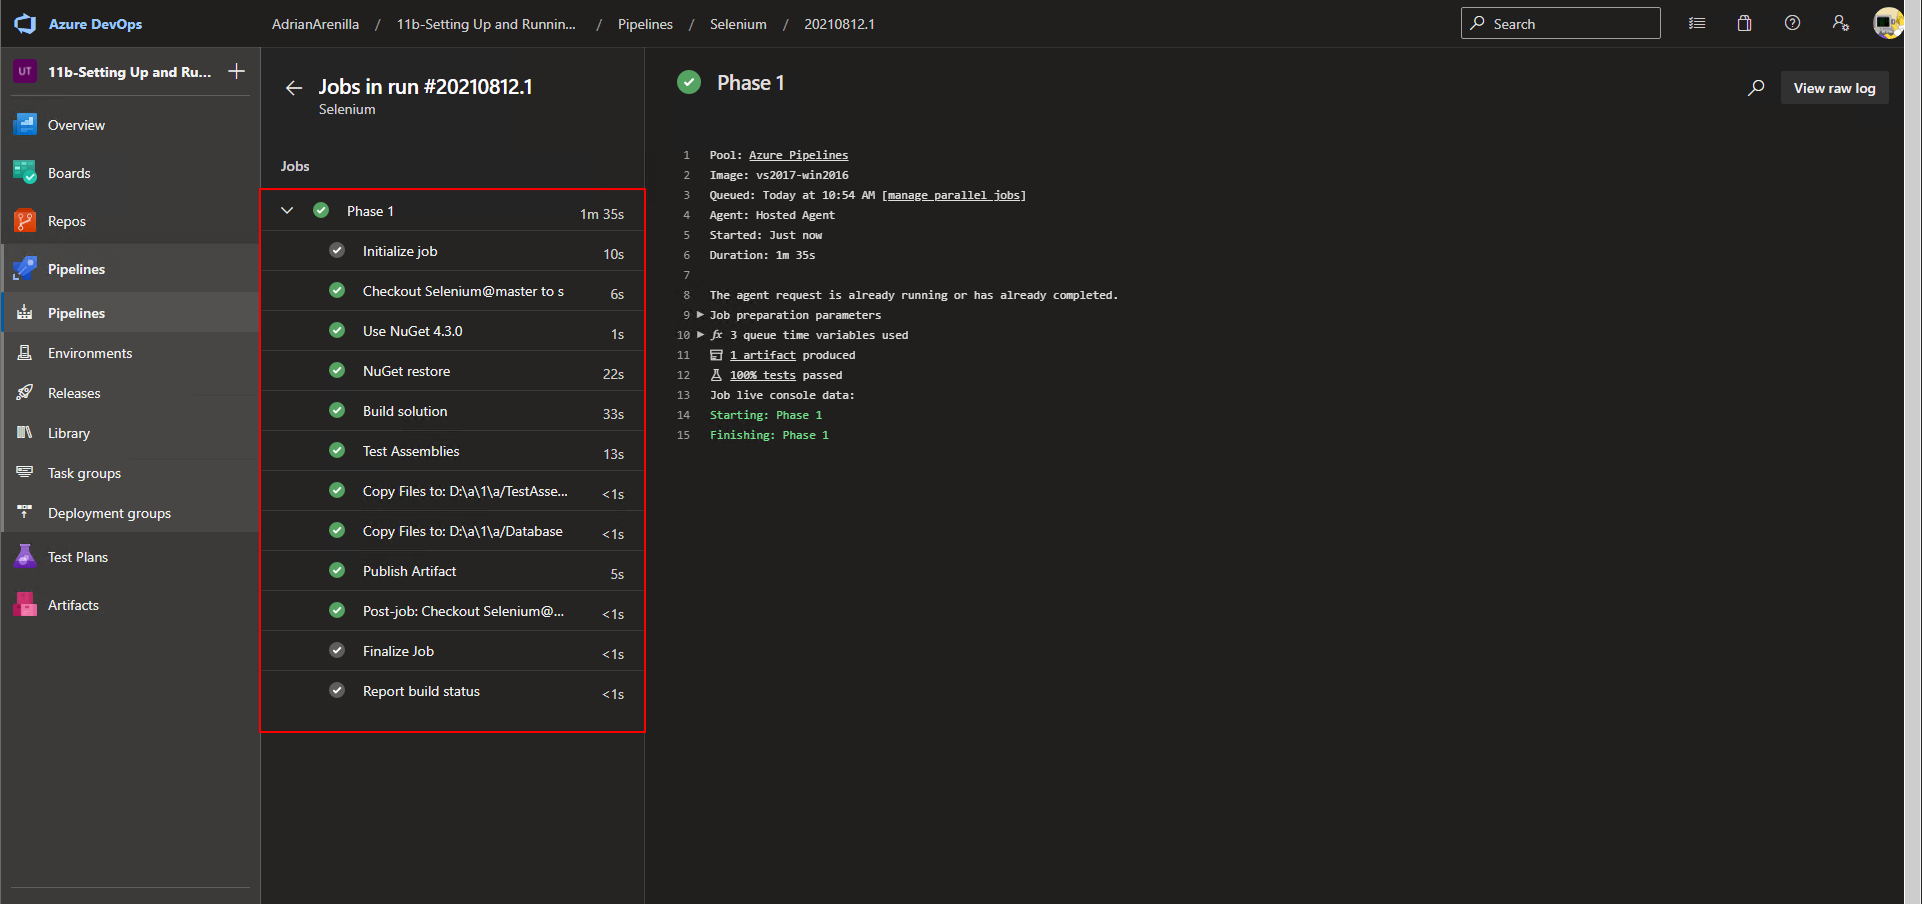 Azure DevOps
AdrianArenilla / 11b-Setting Up and Runnin... / Pipelines / Selenium / 20210812.1
Search
UT 11b-Setting Up and Ru...
Overview
Boards
Repos
Pipelines
Pipelines
Environments
Releases
Library
Task groups
Deployment groups
Test Plans
Artifacts
Jobs in run #20210812.1
Selenium
Jobs
Phase 1 1m 35s
Initialize job 10s
Checkout Selenium@master to s 6s
Use NuGet 4.3.0 1s
NuGet restore 22s
Build solution 33s
Test Assemblies 13s
Copy Files to: D:\a\1\a/TestAsse... <1s
Copy Files to: D:\a\1\a/Database <1s
Publish Artifact 5s
Post-job: Checkout Selenium@... <1s
Finalize Job <1s
Report build status <1s
Phase 1
View raw log
1 Pool: Azure Pipelines
2 Image: vs2017-win2016
3 Queued: Today at 10:54 AM [manage parallel jobs]
4 Agent: Hosted Agent
5 Started: Just now
6 Duration: 1m 35s
7
8 The agent request is already running or has already completed.
9 Job preparation parameters
10 fx 3 queue time variables used
11 1 artifact produced
12 100% tests passed
13 Job live console data:
14 Starting: Phase 1
15 Finishing: Phase 1